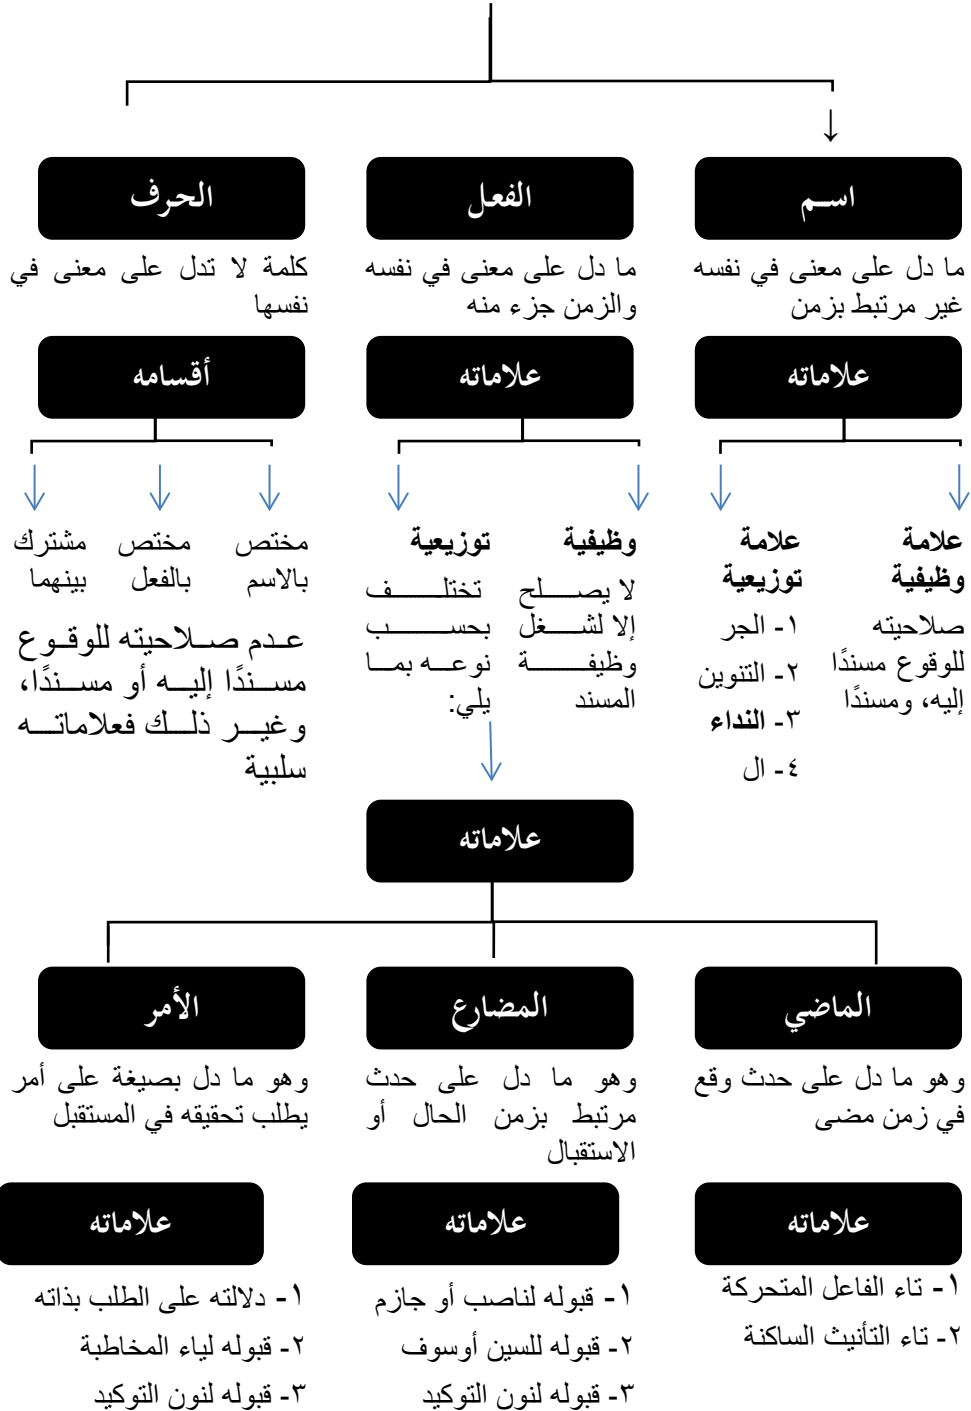 اسم
ما دل على معنى في نفسه
غير مرتبط بزمن
علاماته
علامة
وظيفية
صلاحيته
للوقوع مسندًا
إليه، ومسندًا
علامة
توزيعية
١- الجر
٢- التنوين
٣- النداء
٤- ال
الفعل
ما دل على معنى في نفسه
والزمن جزء منه
علاماته
وظيفية
لا يصلح
إلا لشغل
وظيفة
المسند
توزيعية
تختلف
بحسب
نوعه بما
يلي:
الحرف
كلمة لا تدل على معنى في
نفسها
أقسامه
مختص
بالاسم
مختص
بالفعل
مشترك
بينهما
عدم صلاحيته للوقوع
مسندًا إليه أو مسندًا،
وغير ذلك فعلاماته
سلبية
علاماته
الماضي
وهو ما دل على حدث وقع
في زمن مضى
علاماته
١- تاء الفاعل المتحركة
٢- تاء التأنيث الساكنة
المضارع
وهو ما دل على حدث
مرتبط بزمن الحال أو
الاستقبال
علاماته
١- قبوله لناصب أو جازم
٢- قبوله للسين أوسوف
٣- قبوله لنون التوكيد
الأمر
وهو ما دل بصيغة على أمر
يطلب تحقيقه في المستقبل
علاماته
١- دلالته على الطلب بذاته
٢- قبوله لياء المخاطبة
٣- قبوله لنون التوكيد